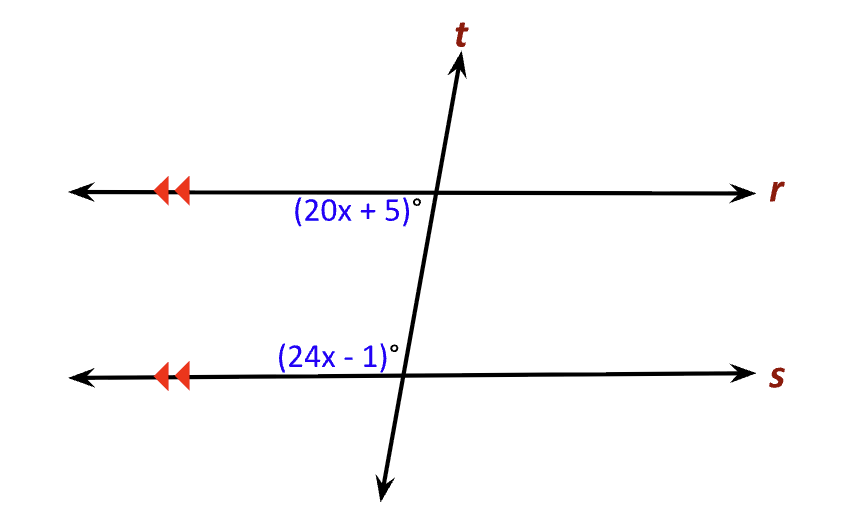 t
r
(20x + 5)°
(24x - 1)°
s